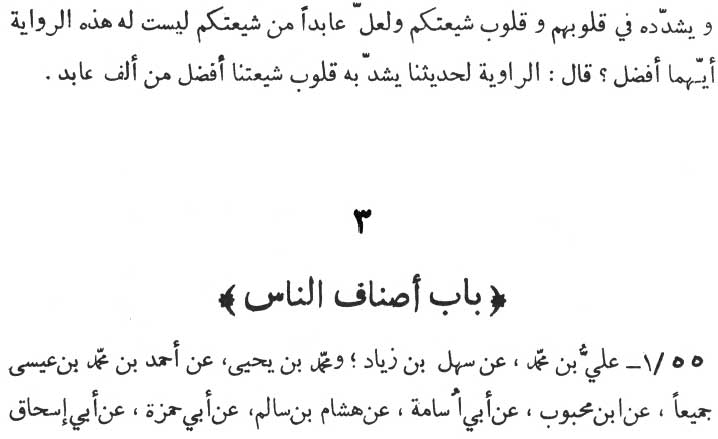 و يشدّده في قلوبهم و قلوب شيعتكم ولعلّ عابداً من شيعتكم ليست له هذه الرواية
أيّهما أفضل ؟ قال : الراوية لحديثنا يشدّ به قلوب شيعتنا أفضل من ألف عابد .
٣
﴿ باب أصناف الناس ﴾
٥٥/١ـ عليُّ بن محمّد ، عن سهل بن زياد ؛ ومحمّد بن يحيى، عن أحمد بن محمّد بن عيسى
جميعاً ، عن ابن محبوب ، عن أبي اُسامة ، عن هشام بن سالم، عن أبي حمزة ، عن أبي إسحاق